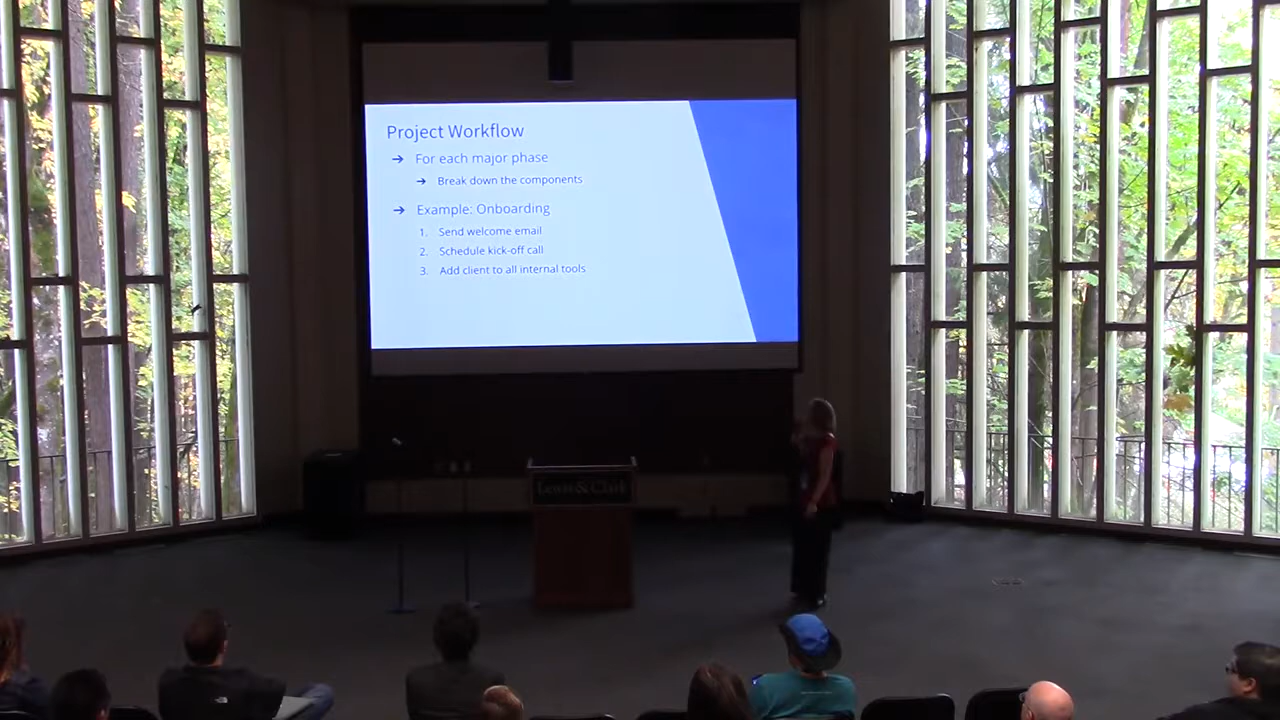 Project Workflow
→ For each major phase
→ Break down the components
→ Example: Onboarding
1. Send welcome email
2. Schedule kick-off call
3. Add client to all internal tools
Lewis & Clark